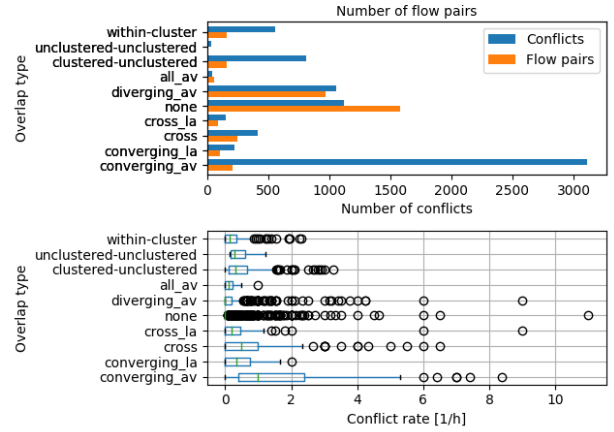 Number of flow pairs
Overlap type
within-cluster
unclustered-unclustered
clustered-unclustered
all_av
diverging_av
none
cross_la
cross
converging_la
converging_av
Conflicts
Flow pairs
0 500 1000 1500 2000 2500 3000
Number of conflicts
Overlap type
within-cluster
unclustered-unclustered
clustered-unclustered
all_av
diverging_av
none
cross_la
cross
converging_la
converging_av
0 2 4 6 8 10
Conflict rate [1/h]